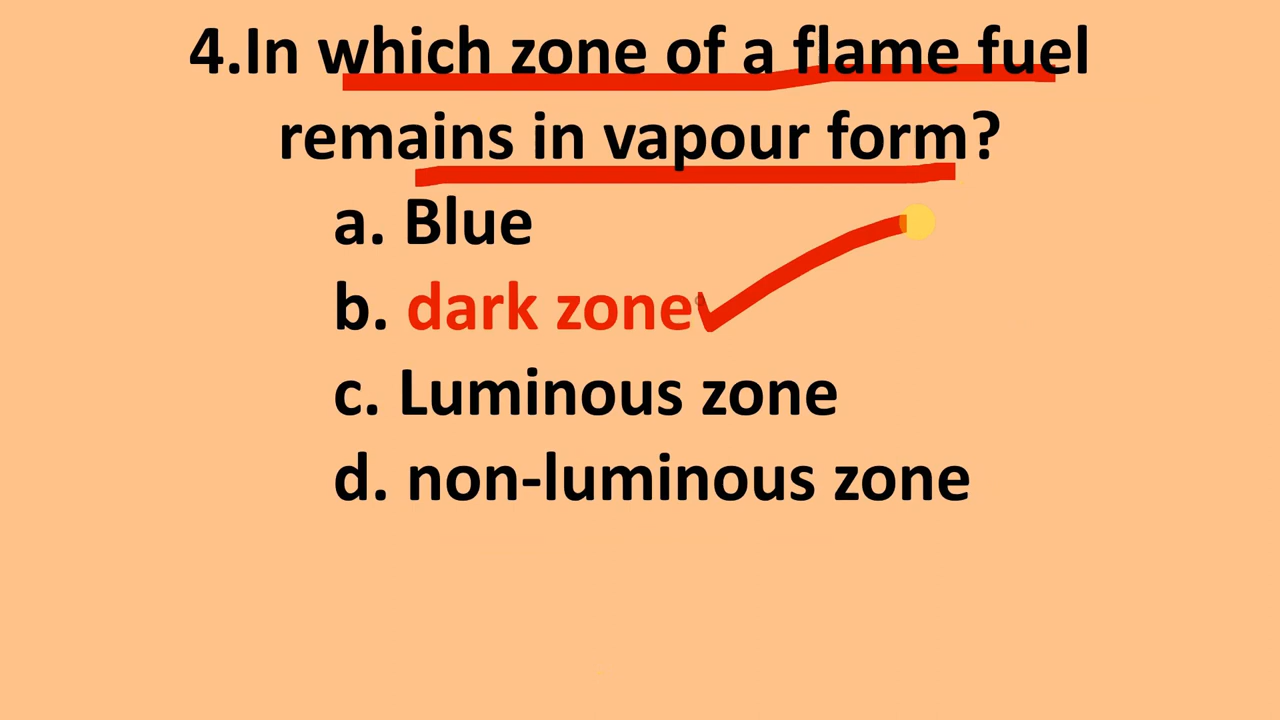 4.In which zone of a flame fuel
remains in vapour form?
a. Blue
b. dark zone
c. Luminous zone
d. non-luminous zone